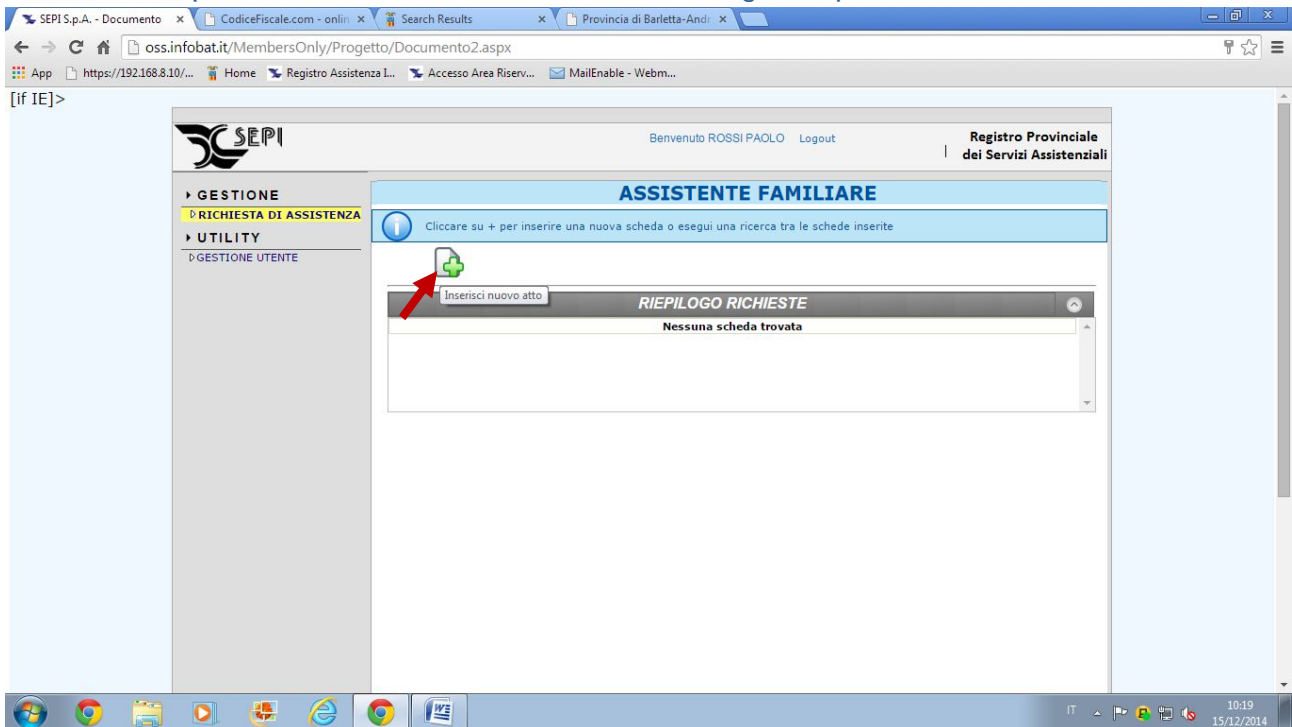 SEPI S.p.A. - Documento
CodiceFiscale.com - onlin
Search Results
Provincia di Barletta-Andr
oss.infobat.it/MembersOnly/Progetto/Documento2.aspx
App
https://192.168.8.10/...
Home
Registro Assistenza I...
Accesso Area Riserv...
MailEnable - Webm...
[if IE]>
SEPI
Benvenuto ROSSI PAOLO Logout
| Registro Provinciale
dei Servizi Assistenziali
GESTIONE
RICHIESTA DI ASSISTENZA
UTILITY
GESTIONE UTENTE
ASSISTENTE FAMILIARE
Cliccare su + per inserire una nuova scheda o esegui una ricerca tra le schede inserite
Inserisci nuovo atto
RIEPILOGO RICHIESTE
Nessuna scheda trovata
IT
10:19
15/12/2014